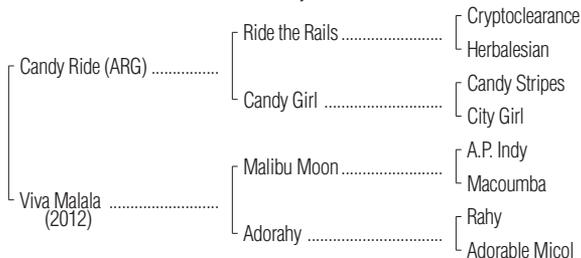 Cryptoclearance
Ride the Rails ......................
Herbalesian
Candy Ride (ARG) ...............
Candy Stripes
Candy Girl ..........................
City Girl
A.P. Indy
Malibu Moon ......................
Macoumba
Viva Malala ........................
(2012)
Rahy
Adorahy ..............................
Adorable Micol